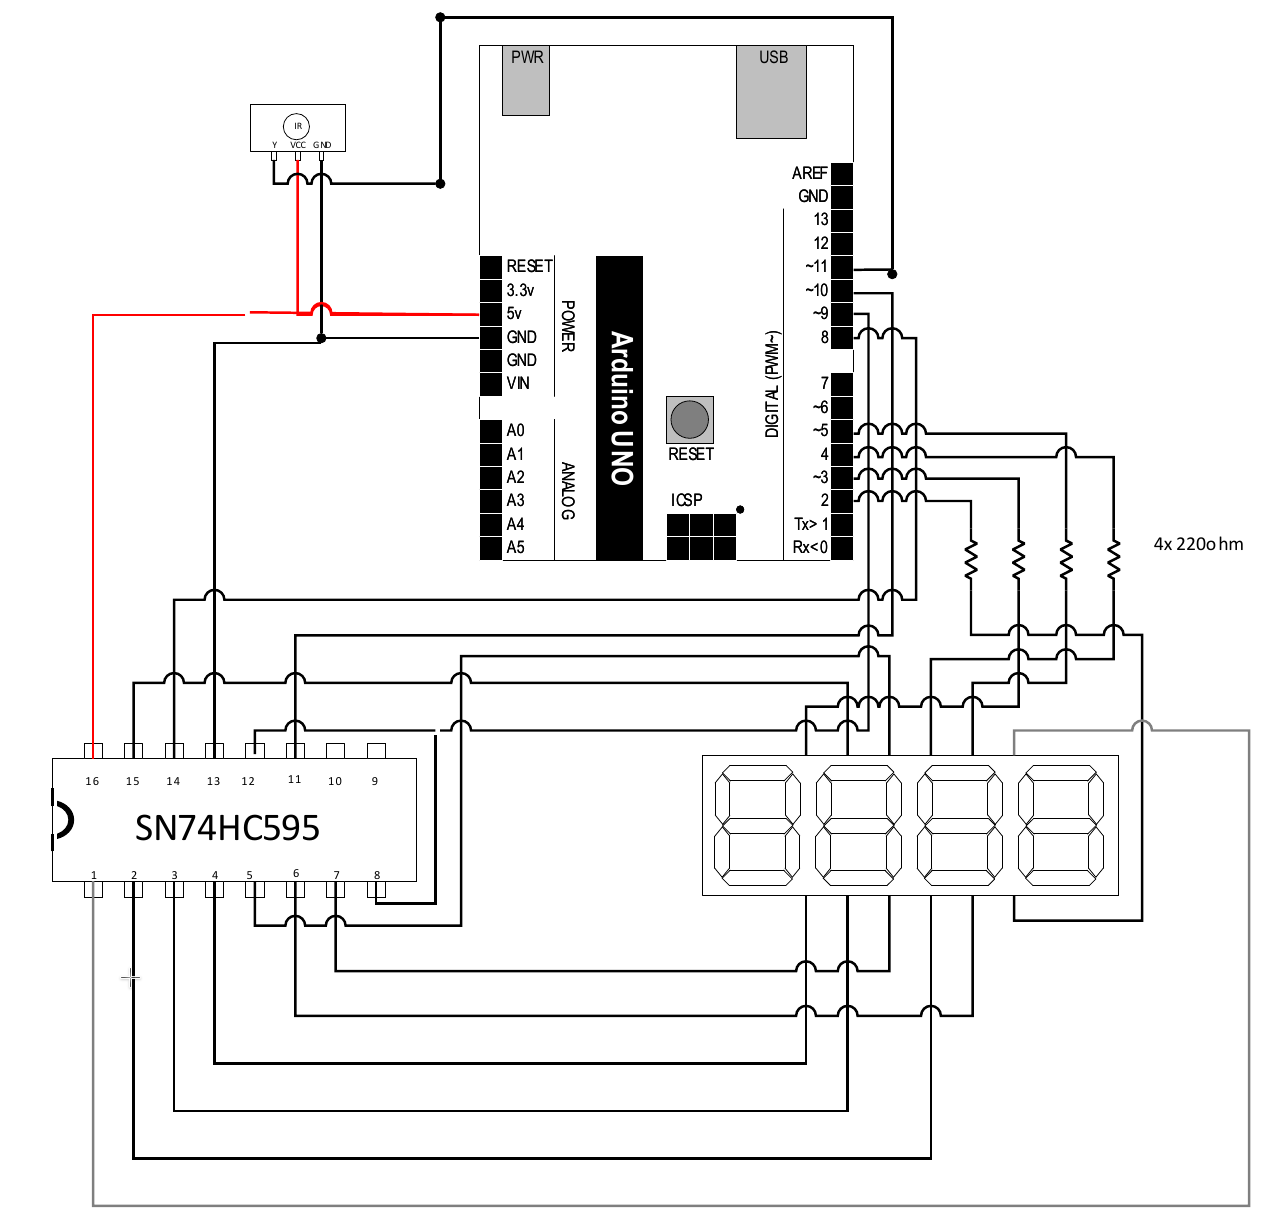 PWR
USB
IR
Y VCC GND
AREF
GND
13
12
~11
~10
~9
8
7
~6
~5
4
~3
2
Tx> 1
Rx<0
DIGITAL (PWM~)
RESET
3.3v
5v
GND
GND
VIN
POWER
A0
A1
A2
A3
A4
A5
ANALOG
Arduino UNO
RESET
ICSP
4x 220ohm
16 15 14 13 12 11 10 9
SN74HC595
1 2 3 4 5 6 7 8